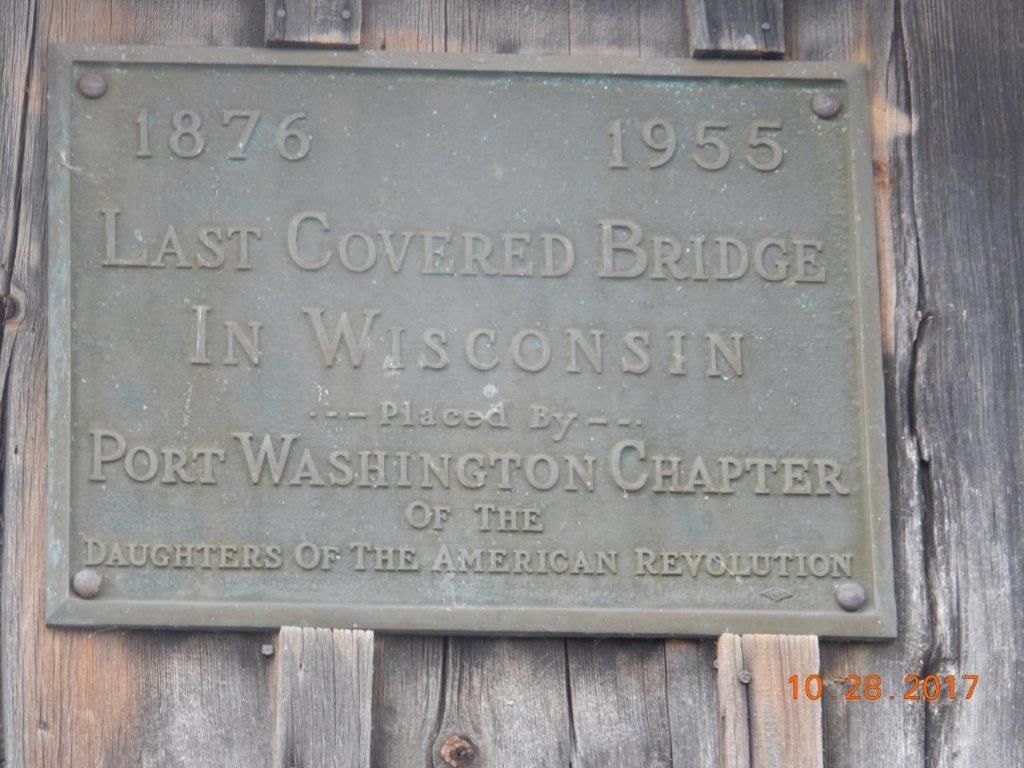 1876 1955
LAST COVERED BRIDGE
IN WISCONSIN
--- Placed By ---
PORT WASHINGTON CHAPTER
OF THE
DAUGHTERS OF THE AMERICAN REVOLUTION
10.28.2017